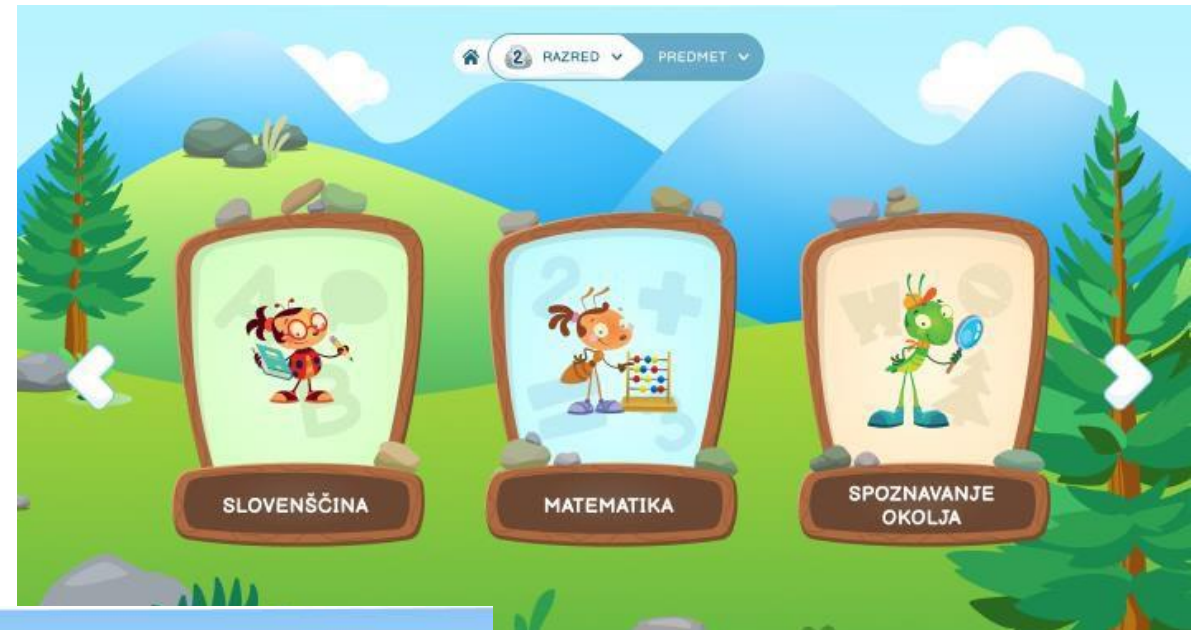 2. RAZRED PREDMET
SLOVENŠČINA
MATEMATIKA
SPOZNAVANJE
OKOLJA